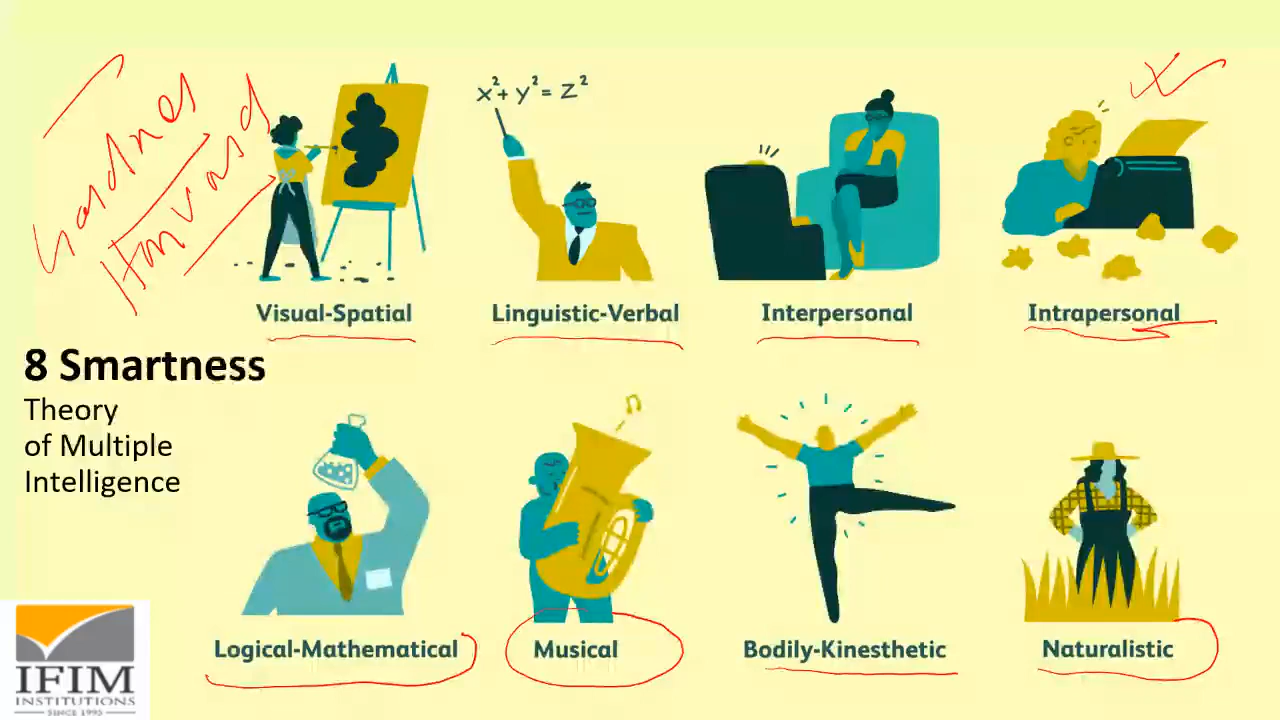 Gardner
Harvard
x²+ y² = z²
Visual-Spatial
Linguistic-Verbal
Interpersonal
Intrapersonal
8 Smartness
Theory
of Multiple
Intelligence
Logical-Mathematical
Musical
Bodily-Kinesthetic
Naturalistic
IFIM
INSTITUTIONS
SINCE 1995